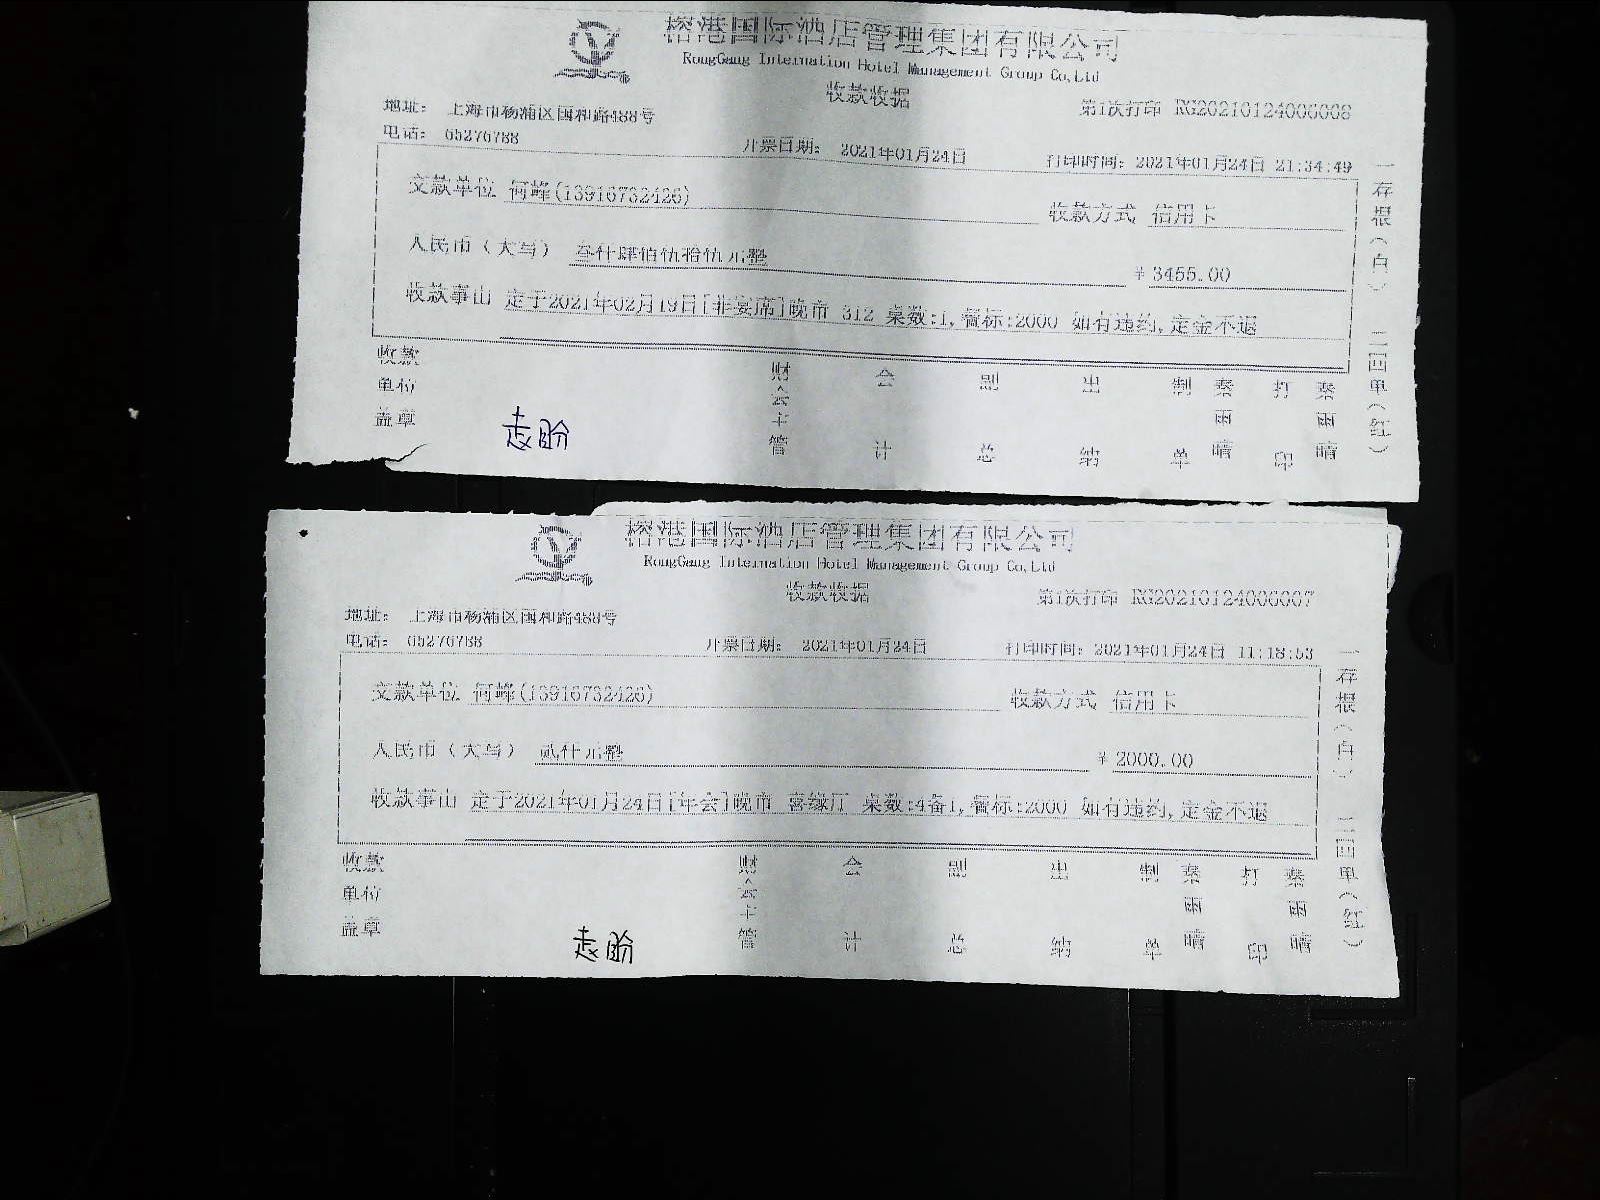 榕港国际酒店管理集团有限公司
RongGang Internation Hotel Management Group Co,Ltd
收款收据
地址： 上海市杨浦区国和路488号
第1次打印 RG20210124000008
电话： 65276788
开票日期： 2021年01月24日
打印时间：2021年01月24日 21:34:49
交款单位 何峰(13916732426)
收款方式 信用卡
人民币（大写） 叁仟肆佰伍拾伍元整
￥3455.00
收款事由 定于2021年02月19日[非宴席]晚市 312 桌数:1,餐标:2000 如有违约,定金不退
收款单位盖章
财会主管
会计
副总
出纳
制单 秦雨晴
打印 秦雨晴
一存根（白） 二回单（红）
榕港国际酒店管理集团有限公司
RongGang Internation Hotel Management Group Co,Ltd
收款收据
地址： 上海市杨浦区国和路488号
第1次打印 RG20210124000007
电话： 65276788
开票日期： 2021年01月24日
打印时间：2021年01月24日 11:18:53
交款单位 何峰(13916732426)
收款方式 信用卡
人民币（大写） 贰仟元整
￥2000.00
收款事由 定于2021年01月24日[年会]晚市 喜缘厅 桌数:4备1,餐标:2000 如有违约,定金不退
收款单位盖章
财会主管
会计
副总
出纳
制单 秦雨晴
打印 秦雨晴
一存根（白） 二回单（红）